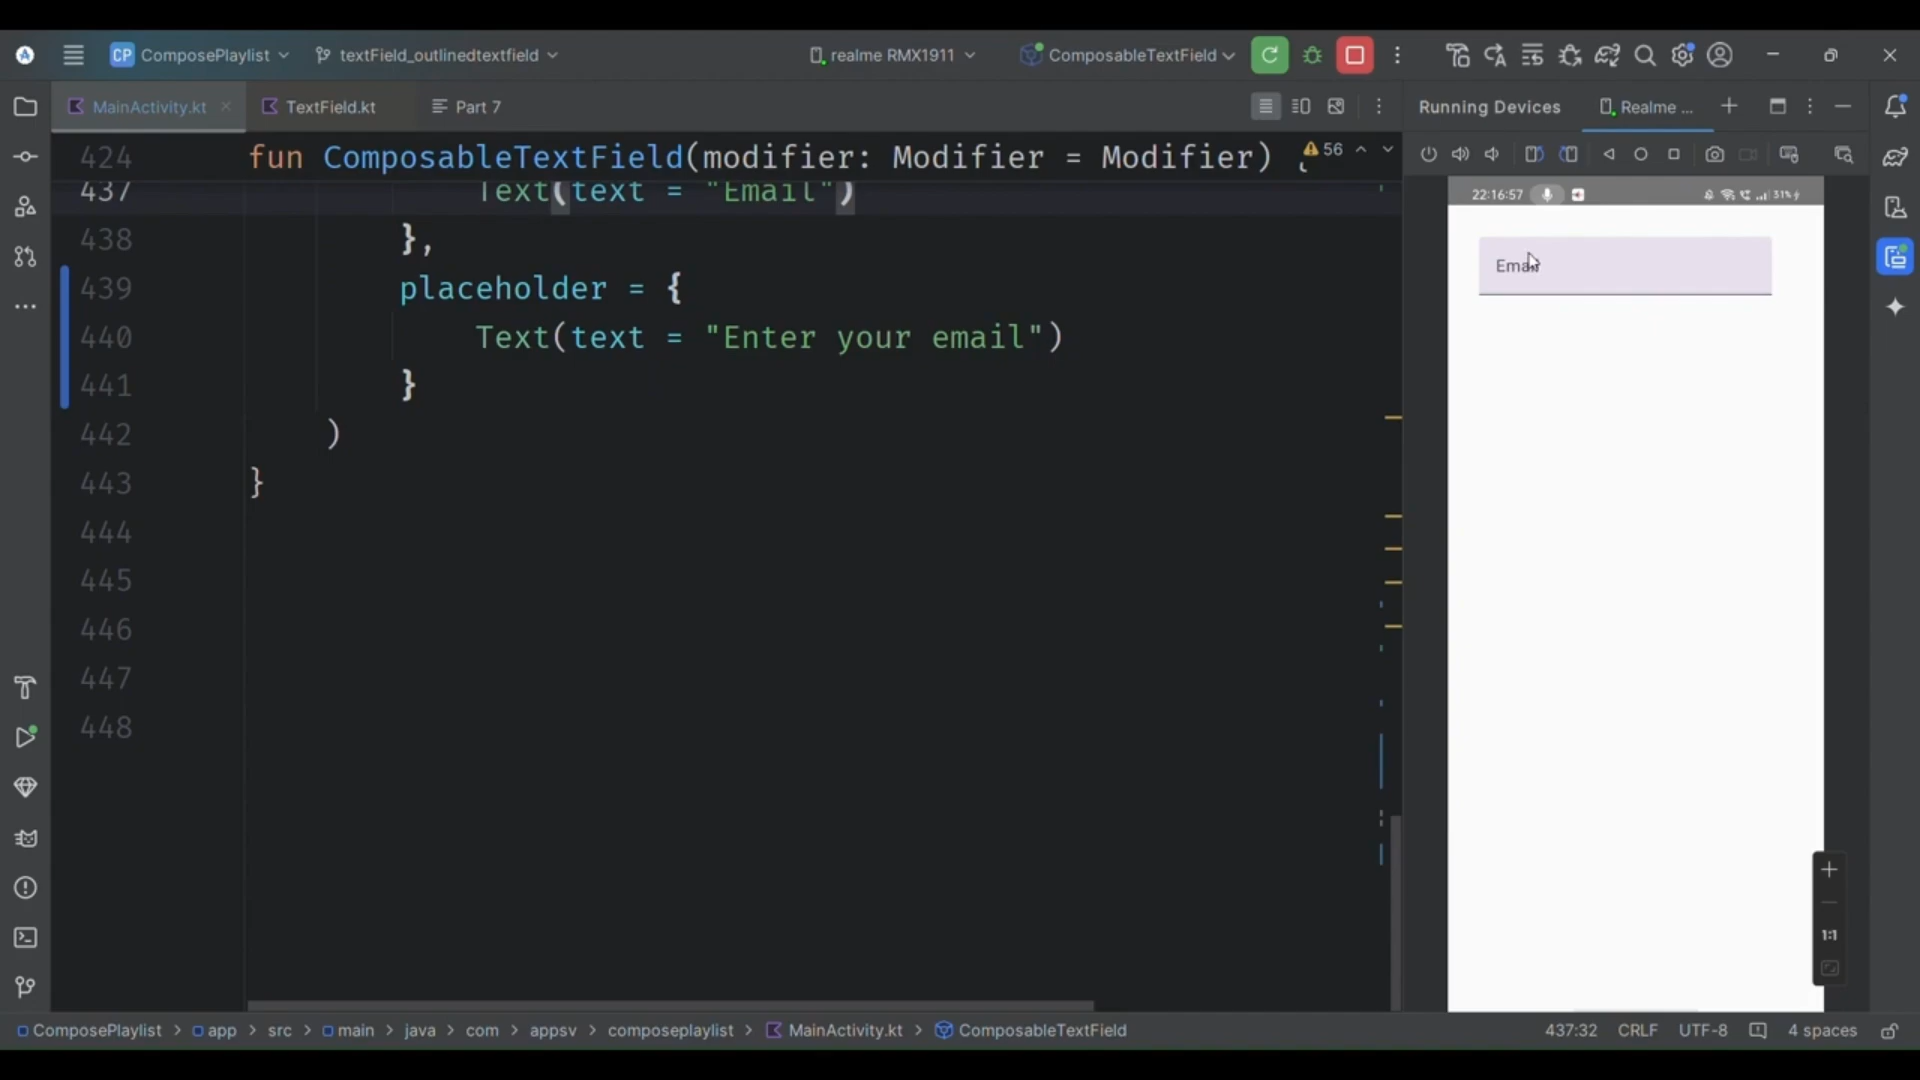 CP ComposePlaylist textField_outlinedtextfield realme RMX1911 ComposableTextField
MainActivity.kt TextField.kt Part 7 Running Devices Realme ...
424 fun ComposableTextField(modifier: Modifier = Modifier) { 56
437 Text(text = "Email")
438 },
439 placeholder = {
440 Text(text = "Enter your email")
441 }
442 )
443 }
444
445
446
447
448
22:16:57 31%
Email
1:1
ComposePlaylist > app > src > main > java > com > appsv > composeplaylist > MainActivity.kt > ComposableTextField 437:32 CRLF UTF-8 4 spaces